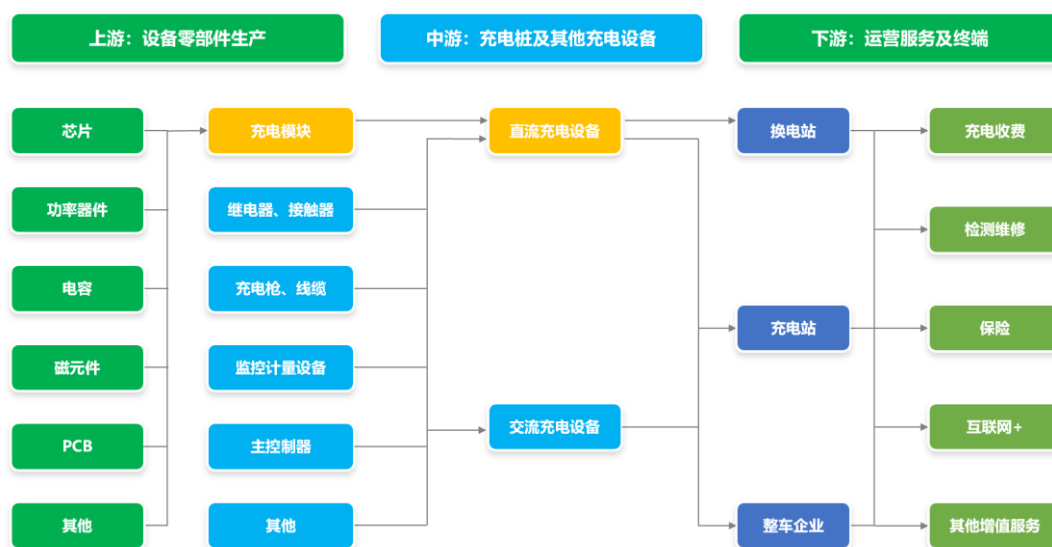 上游：设备零部件生产
中游：充电桩及其他充电设备
下游：运营服务及终端
芯片
充电模块
直流充电设备
换电站
充电收费
功率器件
继电器、接触器
检测维修
电容
充电枪、线缆
充电站
保险
磁元件
监控计量设备
交流充电设备
互联网+
PCB
主控制器
其他
其他
整车企业
其他增值服务